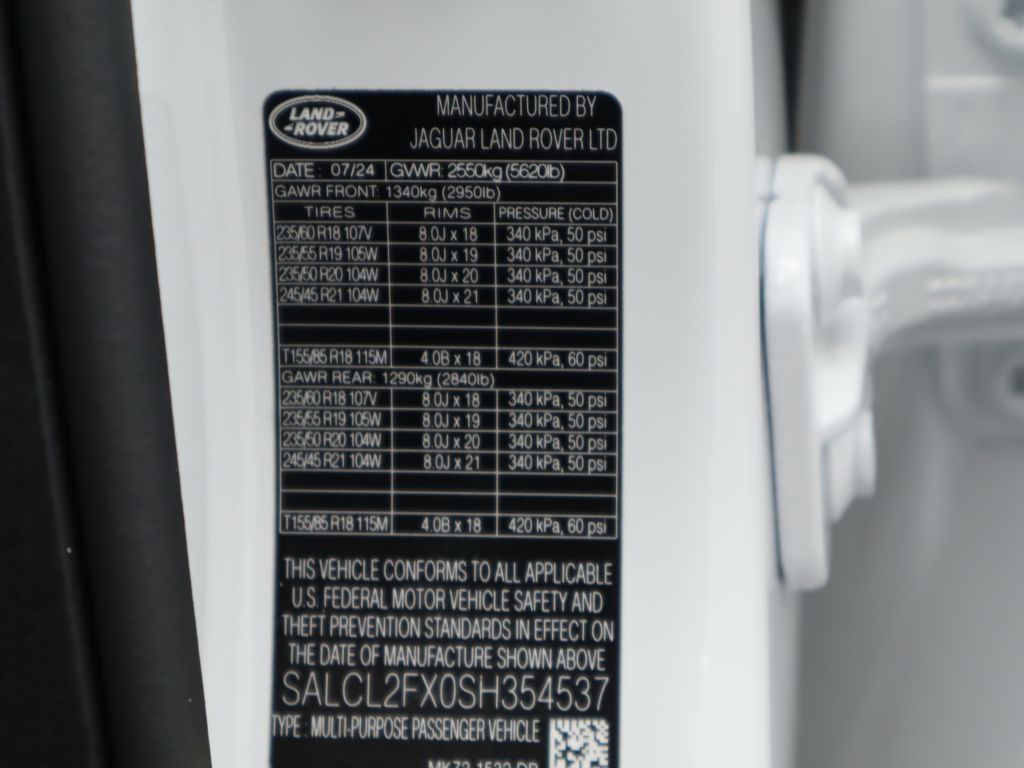 LAND
ROVER
MANUFACTURED BY
JAGUAR LAND ROVER LTD
DATE : 07/24 GVWR: 2550kg (5620lb)
GAWR FRONT: 1340kg (2950lb)
TIRES RIMS PRESSURE (COLD)
235/60 R18 107V 8.0J x 18 340 kPa, 50 psi
235/55 R19 105W 8.0J x 19 340 kPa, 50 psi
235/50 R20 104W 8.0J x 20 340 kPa, 50 psi
245/45 R21 104W 8.0J x 21 340 kPa, 50 psi
T155/85 R18 115M 4.0B x 18 420 kPa, 60 psi
GAWR REAR: 1290kg (2840lb)
235/60 R18 107V 8.0J x 18 340 kPa, 50 psi
235/55 R19 105W 8.0J x 19 340 kPa, 50 psi
235/50 R20 104W 8.0J x 20 340 kPa, 50 psi
245/45 R21 104W 8.0J x 21 340 kPa, 50 psi
T155/85 R18 115M 4.0B x 18 420 kPa, 60 psi
THIS VEHICLE CONFORMS TO ALL APPLICABLE
U.S. FEDERAL MOTOR VEHICLE SAFETY AND
THEFT PREVENTION STANDARDS IN EFFECT ON
THE DATE OF MANUFACTURE SHOWN ABOVE
SALCL2FX0SH354537
TYPE : MULTI-PURPOSE PASSENGER VEHICLE